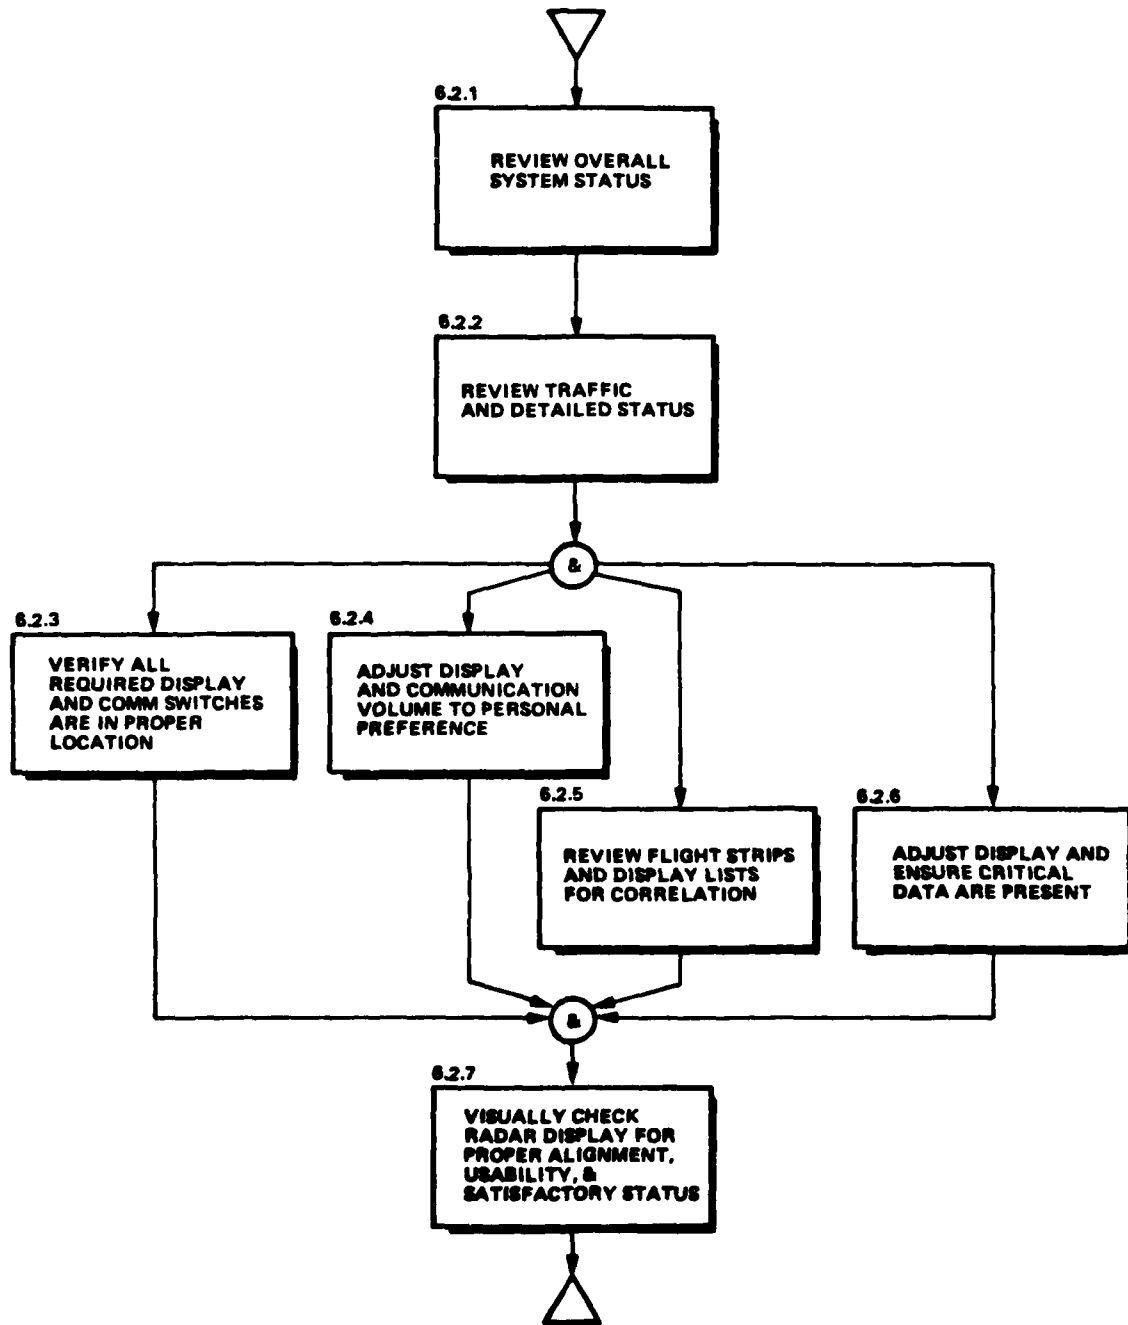 6.2.1
REVIEW OVERALL
SYSTEM STATUS
6.2.2
REVIEW TRAFFIC
AND DETAILED STATUS
&
6.2.3
VERIFY ALL
REQUIRED DISPLAY
AND COMM SWITCHES
ARE IN PROPER
LOCATION
6.2.4
ADJUST DISPLAY
AND COMMUNICATION
VOLUME TO PERSONAL
PREFERENCE
6.2.5
REVIEW FLIGHT STRIPS
AND DISPLAY LISTS
FOR CORRELATION
6.2.6
ADJUST DISPLAY AND
ENSURE CRITICAL
DATA ARE PRESENT
&
6.2.7
VISUALLY CHECK
RADAR DISPLAY FOR
PROPER ALIGNMENT,
USABILITY, &
SATISFACTORY STATUS